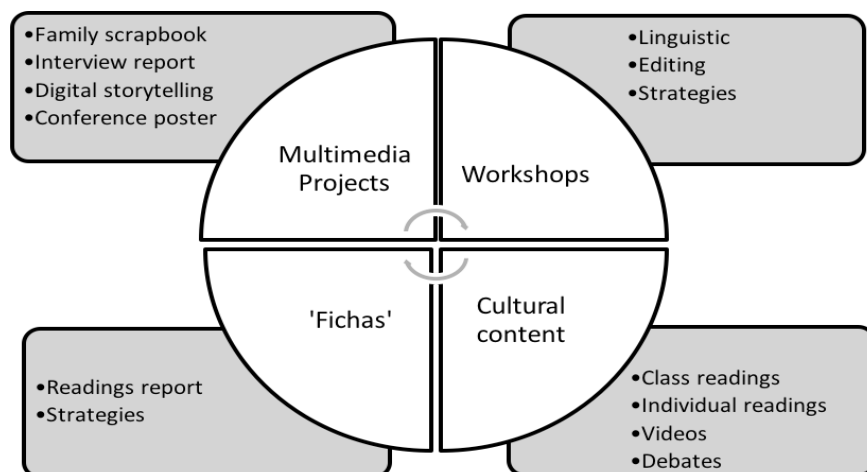 •Family scrapbook
•Interview report
•Digital storytelling
•Conference poster
•Linguistic
•Editing
•Strategies
Multimedia
Projects
Workshops
'Fichas'
Cultural
content
•Readings report
•Strategies
•Class readings
•Individual readings
•Videos
•Debates